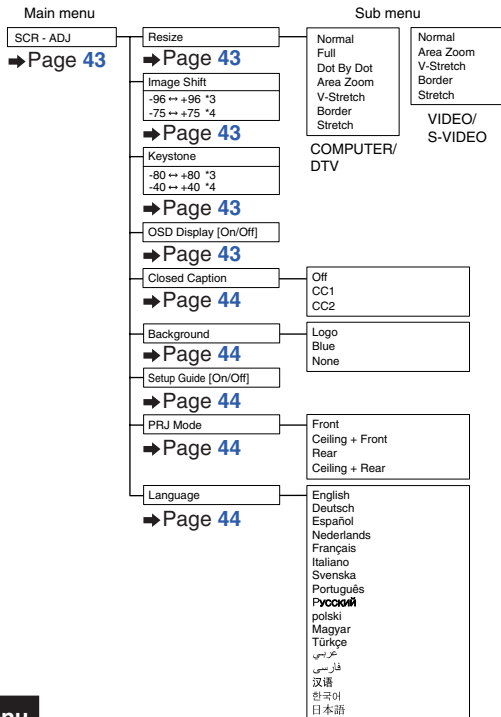 Main menu
Sub menu
SCR - ADJ
➡Page 43
Resize
➡Page 43
Normal
Full
Dot By Dot
Area Zoom
V-Stretch
Border
Stretch
COMPUTER/
DTV
Normal
Area Zoom
V-Stretch
Border
Stretch
VIDEO/
S-VIDEO
Image Shift
-96 ↔ +96 *3
-75 ↔ +75 *4
➡Page 43
Keystone
-80 ↔ +80 *3
-40 ↔ +40 *4
➡Page 43
OSD Display [On/Off]
➡Page 43
Closed Caption
➡Page 44
Off
CC1
CC2
Background
➡Page 44
Logo
Blue
None
Setup Guide [On/Off]
➡Page 44
PRJ Mode
➡Page 44
Front
Ceiling + Front
Rear
Ceiling + Rear
Language
➡Page 44
English
Deutsch
Español
Nederlands
Français
Italiano
Svenska
Português
Русский
polski
Magyar
Türkçe
عربي
فارسی
汉语
한국어
日本語